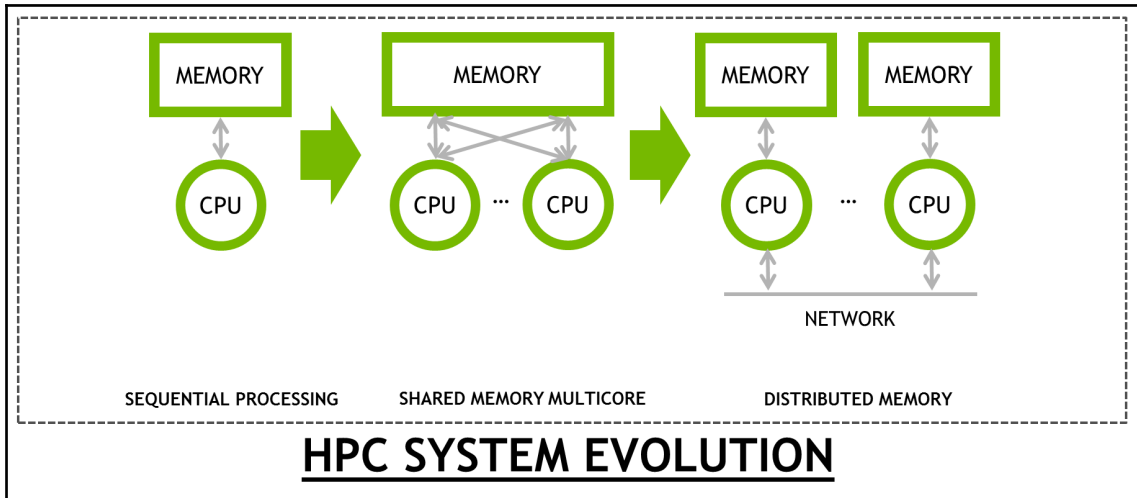 MEMORY
MEMORY
MEMORY
MEMORY
CPU
CPU
...
CPU
CPU
...
CPU
NETWORK
SEQUENTIAL PROCESSING
SHARED MEMORY MULTICORE
DISTRIBUTED MEMORY
HPC SYSTEM EVOLUTION